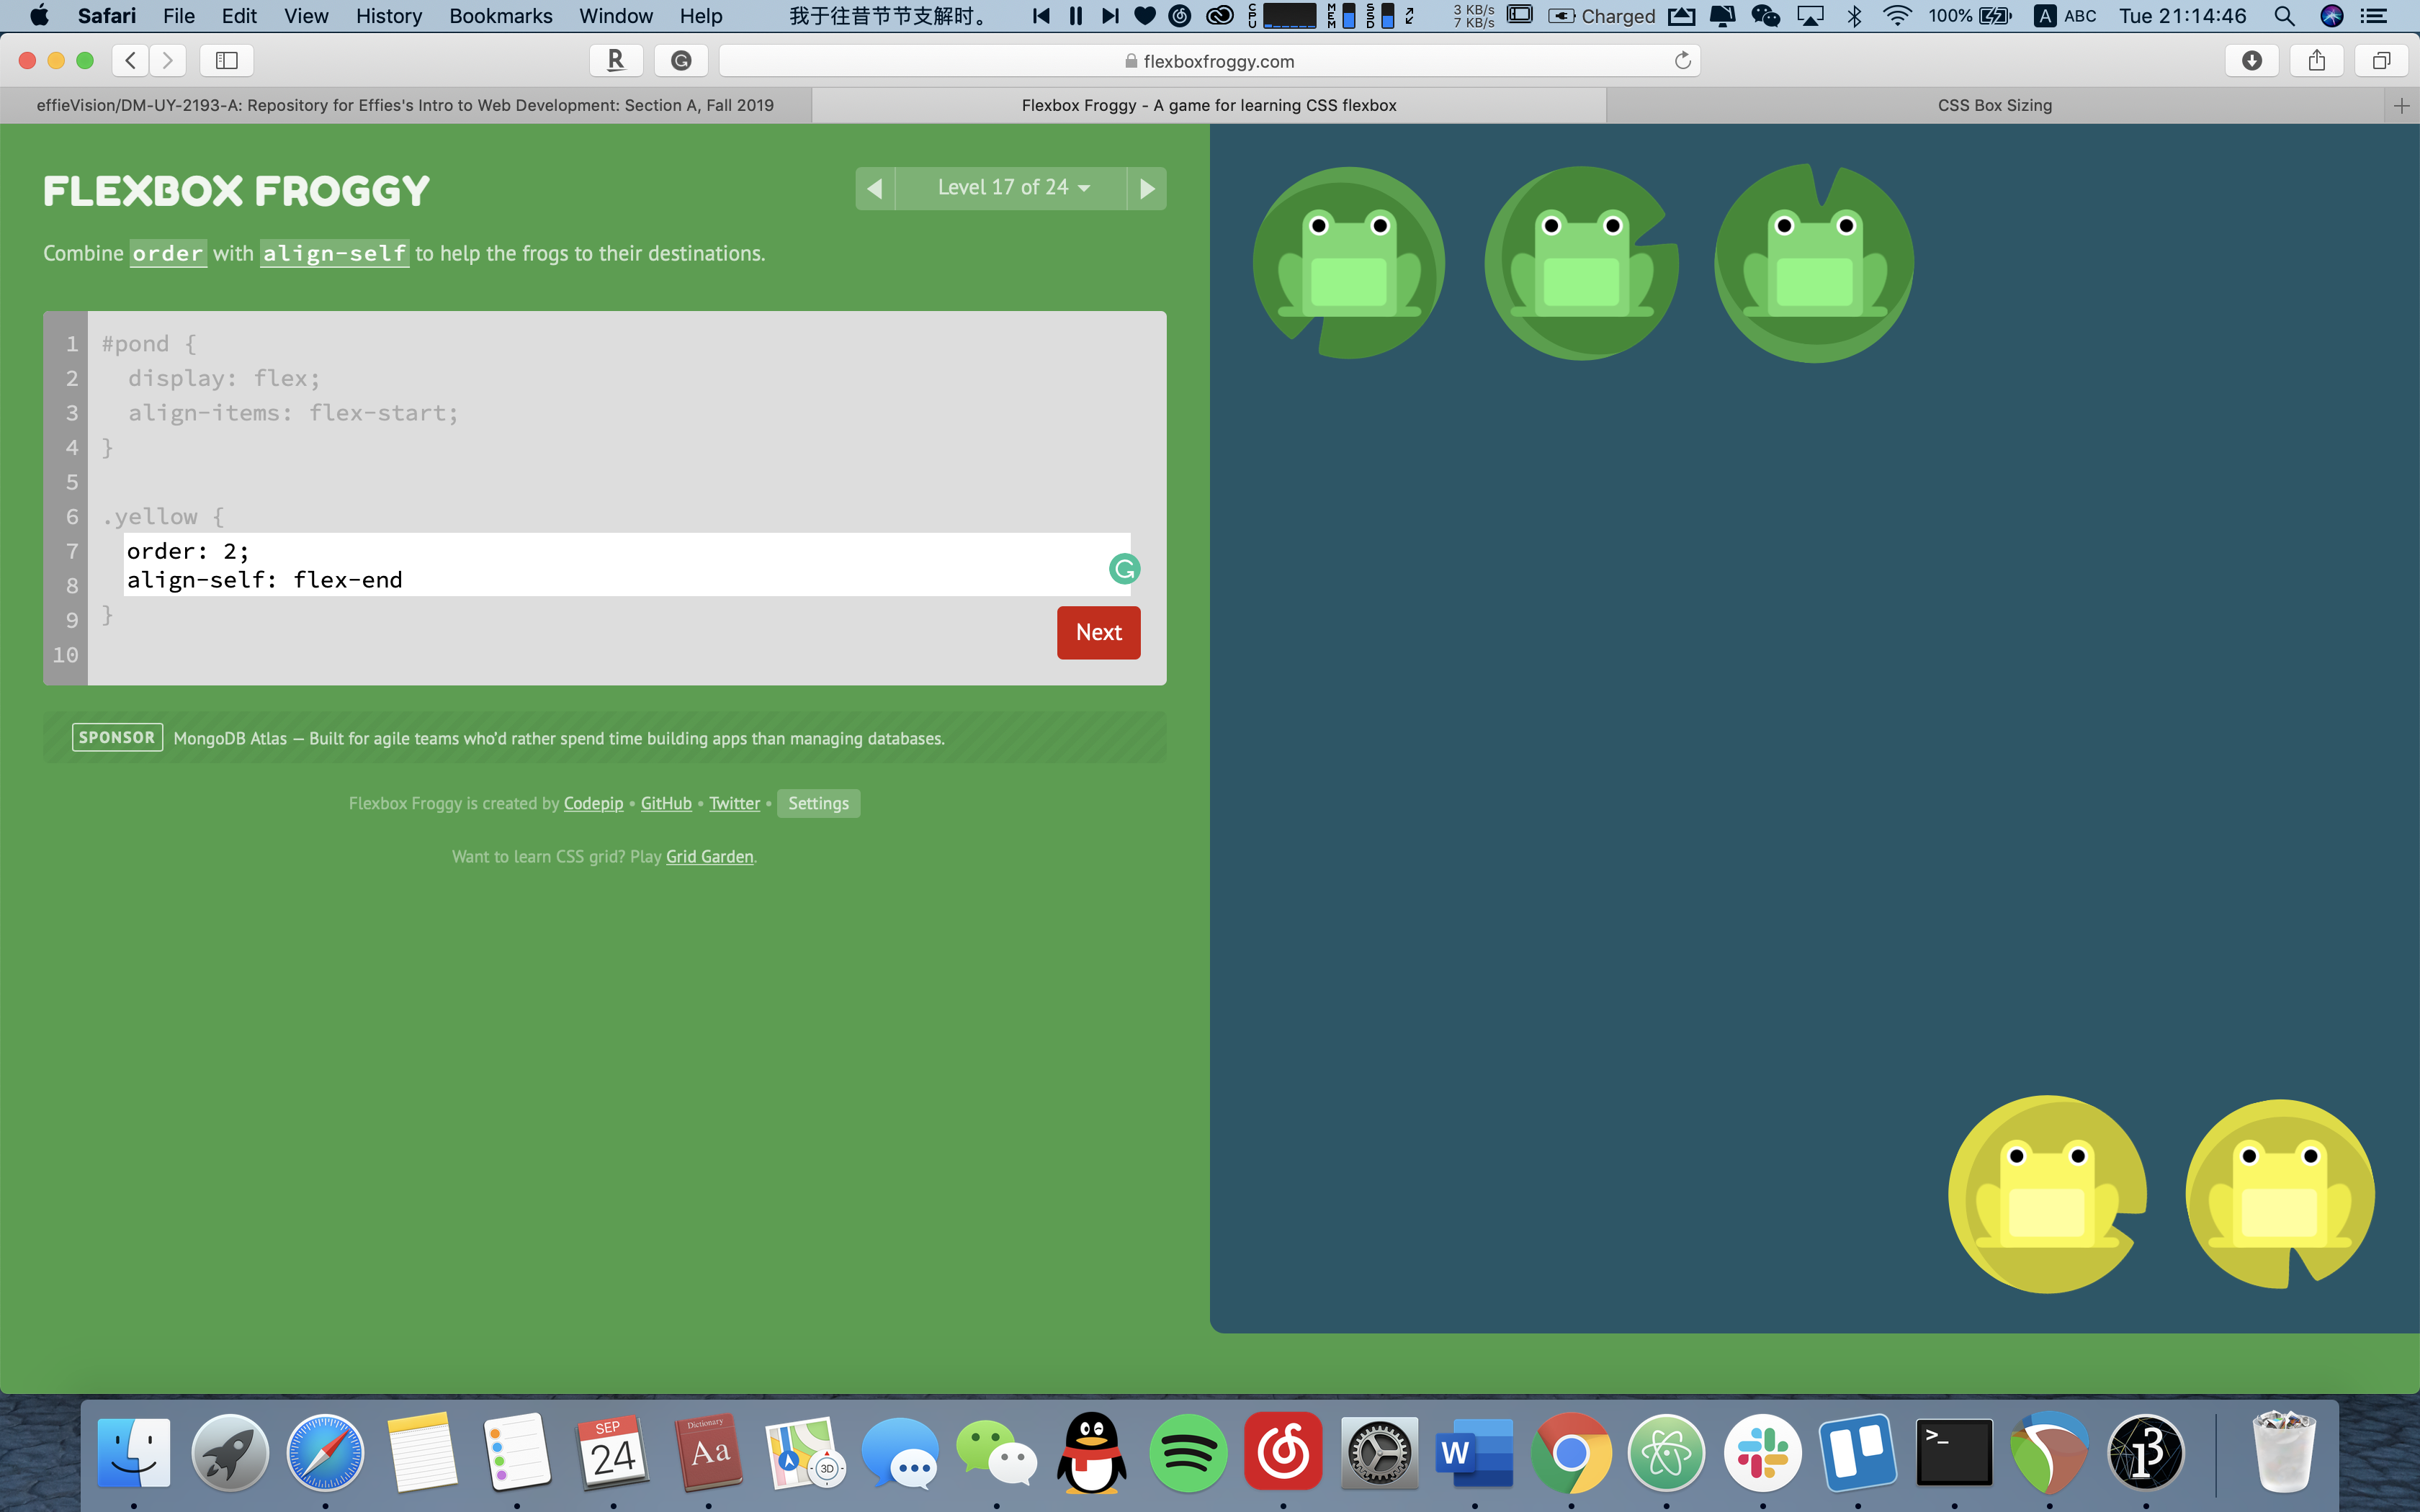 Safari File Edit View History Bookmarks Window Help 我于往昔节节支解时。 CPU MEM SSD 3 KB/s 7 KB/s Charged 100% A ABC Tue 21:14:46
R flexboxfroggy.com
effieVision/DM-UY-2193-A: Repository for Effies's Intro to Web Development: Section A, Fall 2019 Flexbox Froggy - A game for learning CSS flexbox CSS Box Sizing
FLEXBOX FROGGY
Level 17 of 24
Combine order with align-self to help the frogs to their destinations.
1 #pond {
2 display: flex;
3 align-items: flex-start;
4 }
5
6 .yellow {
7 order: 2;
8 align-self: flex-end
9 }
10
Next
SPONSOR MongoDB Atlas — Built for agile teams who'd rather spend time building apps than managing databases.
Flexbox Froggy is created by Codepip • GitHub • Twitter • Settings
Want to learn CSS grid? Play Grid Garden.
SEP
24
Dictionary
Aa
3D
W
>_